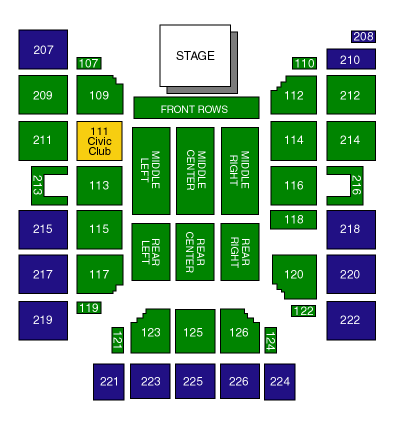 207
STAGE
208
210
107
110
209
109
112
212
FRONT ROWS
211
111
Civic
Club
MIDDLE
LEFT
MIDDLE
CENTER
MIDDLE
RIGHT
114
214
213
113
116
216
215
115
118
218
REAR
LEFT
REAR
CENTER
REAR
RIGHT
217
117
120
220
219
119
122
222
121
123
125
126
124
221
223
225
226
224